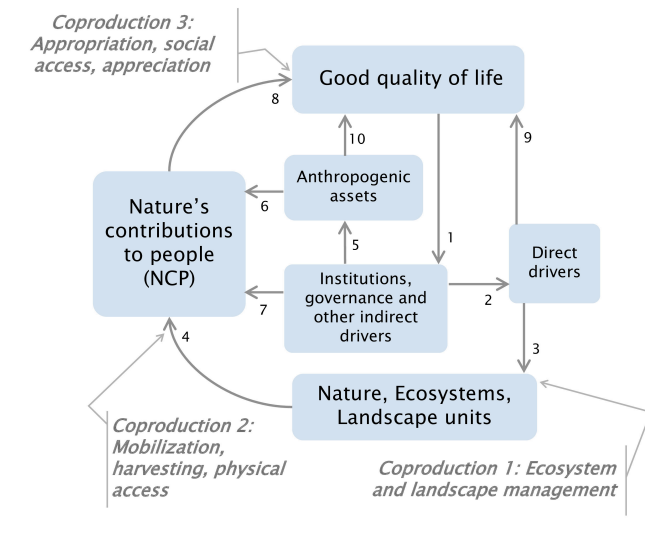 Coproduction 3:
Appropriation, social
access, appreciation
Good quality of life
8
10
9
Anthropogenic
assets
6
Nature’s
contributions
to people
(NCP)
5
1
Direct
drivers
Institutions,
governance and
other indirect
drivers
7
2
4
3
Nature, Ecosystems,
Landscape units
Coproduction 2:
Mobilization,
harvesting, physical
access
Coproduction 1: Ecosystem
and landscape management